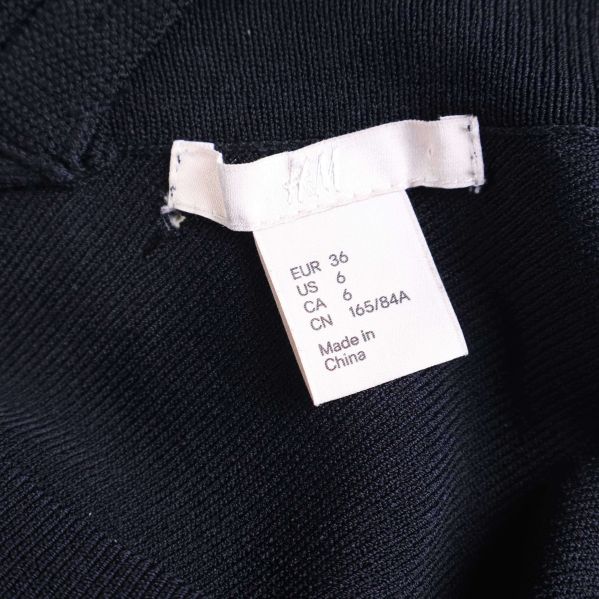 H&M
EUR 36
US 6
CA 6
CN 165/84A
Made in
China